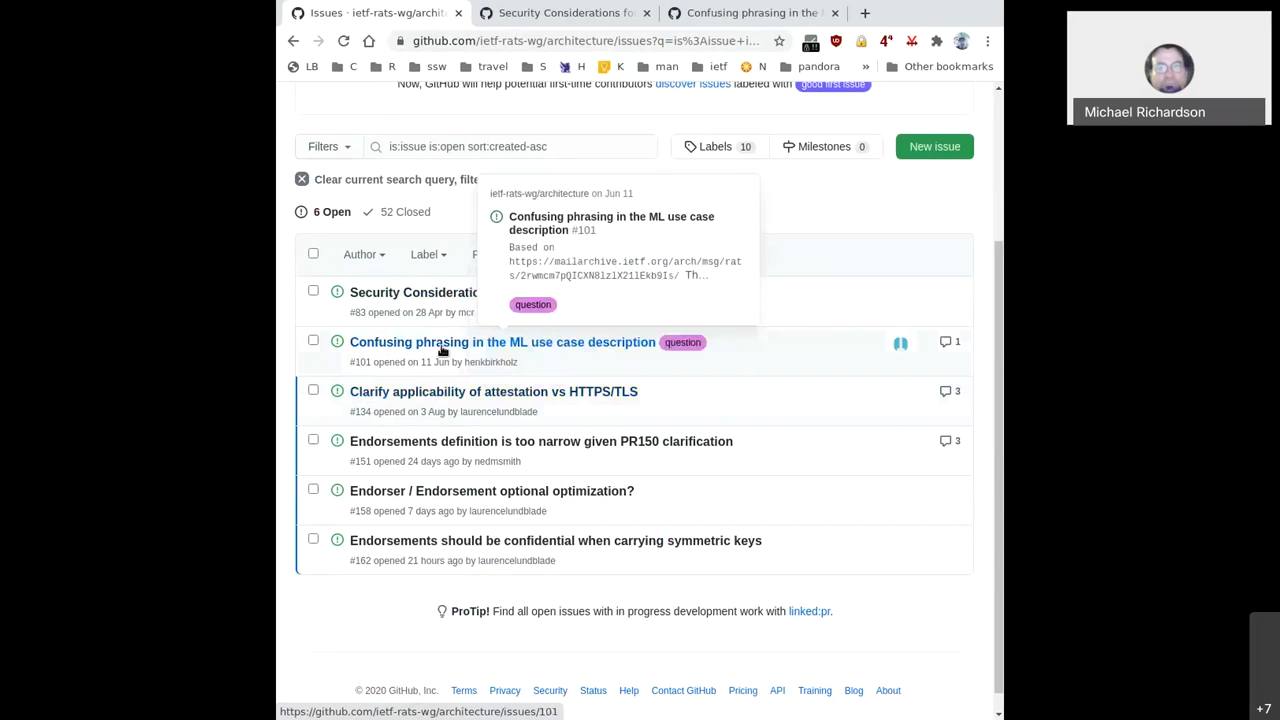 Issues · ietf-rats-wg/archite
Security Considerations fo
Confusing phrasing in the M
github.com/ietf-rats-wg/architecture/issues?q=is%3Aissue+i...
LB
C
R
ssw
travel
S
H
K
man
ietf
N
pandora
»
Other bookmarks
Now, GitHub will help potential first-time contributors discover issues labeled with good first issue
Filters
is:issue is:open sort:created-asc
Labels 10
Milestones 0
New issue
Clear current search query, filte
ietf-rats-wg/architecture on Jun 11
Confusing phrasing in the ML use case
description #101
Based on
https://mailarchive.ietf.org/arch/msg/rat
s/2rwmcm7pQICXN8lzlX21lEkb9Is/ Th…
question
6 Open
52 Closed
Author
Label
P
Security Consideratio
#83 opened on 28 Apr by mcr
Confusing phrasing in the ML use case description question
1
#101 opened on 11 Jun by henkbirkholz
Clarify applicability of attestation vs HTTPS/TLS
3
#134 opened on 3 Aug by laurencelundblade
Endorsements definition is too narrow given PR150 clarification
3
#151 opened 24 days ago by nedmsmith
Endorser / Endorsement optional optimization?
#158 opened 7 days ago by laurencelundblade
Endorsements should be confidential when carrying symmetric keys
#162 opened 21 hours ago by laurencelundblade
ProTip! Find all open issues with in progress development work with linked:pr.
© 2020 GitHub, Inc.
Terms
Privacy
Security
Status
Help
Contact GitHub
Pricing
API
Training
Blog
About
https://github.com/ietf-rats-wg/architecture/issues/101
Michael Richardson
+7